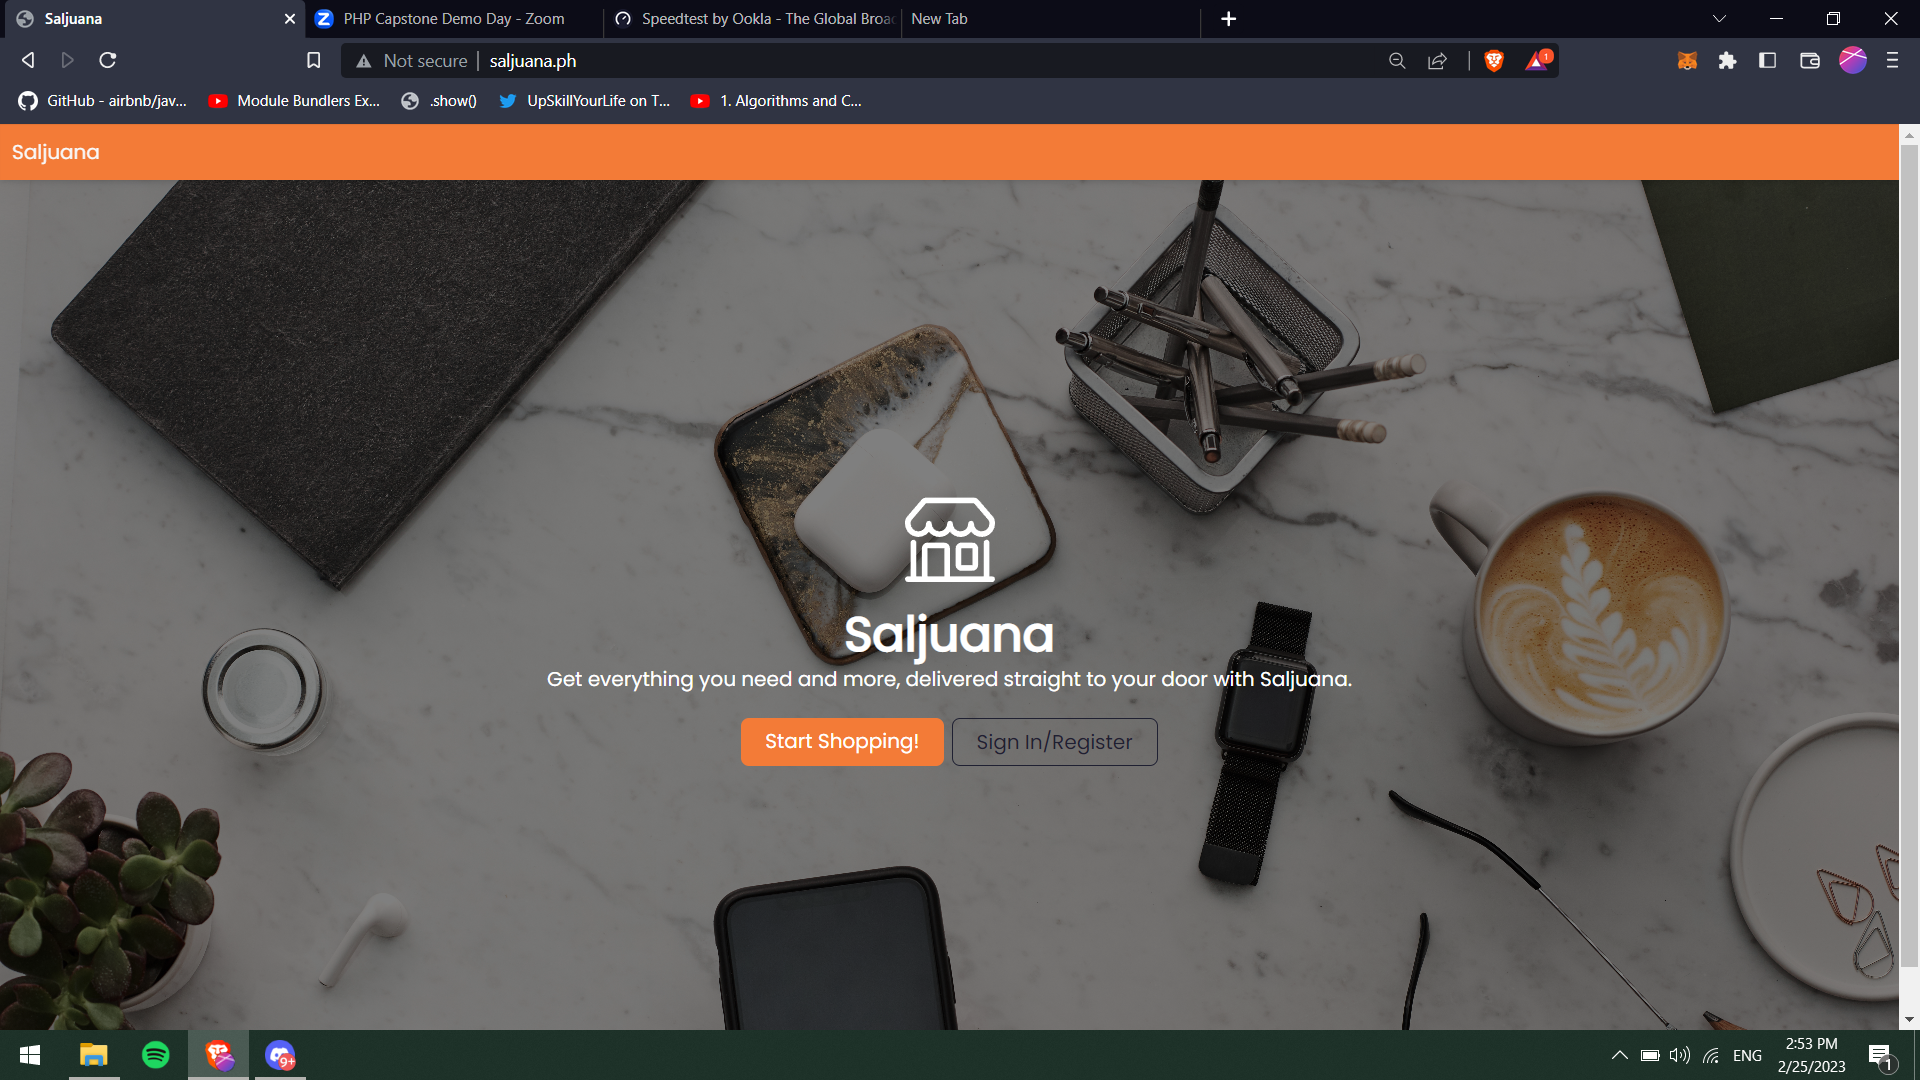 Saljuana
PHP Capstone Demo Day - Zoom
Speedtest by Ookla - The Global Broa
New Tab
Not secure
saljuana.ph
1
GitHub - airbnb/jav...
Module Bundlers Ex...
.show()
UpSkillYourLife on T...
1. Algorithms and C...
Saljuana
Saljuana
Get everything you need and more, delivered straight to your door with Saljuana.
Start Shopping!
Sign In/Register
9+
ENG
2:53 PM
2/25/2023
1